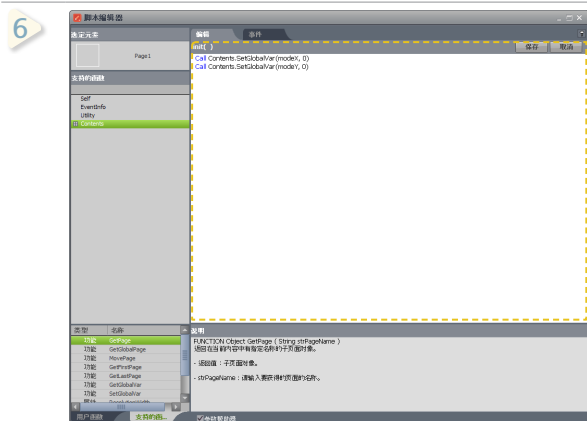 6
脚本编辑器
选定元素
Page1
支持的函数
Self
EventInfo
Utility
Contents
编辑
事件
init( )
保存
取消
Call Contents.SetGlobalVar(modeX, 0)
Call Contents.SetGlobalVar(modeY, 0)
类型
名称
功能 GetPage
功能 GetGlobalPage
功能 MovePage
功能 GetFirstPage
功能 GetLastPage
功能 GetGlobalVar
功能 SetGlobalVar
用户函数
支持的函...
说明
FUNCTION Object GetPage ( String strPageName )
返回在当前内容中有指定名称的子页面对象。
- 返回值：子页面对象。
- strPageName：请输入要获得的页面的名称。
参数帮助器